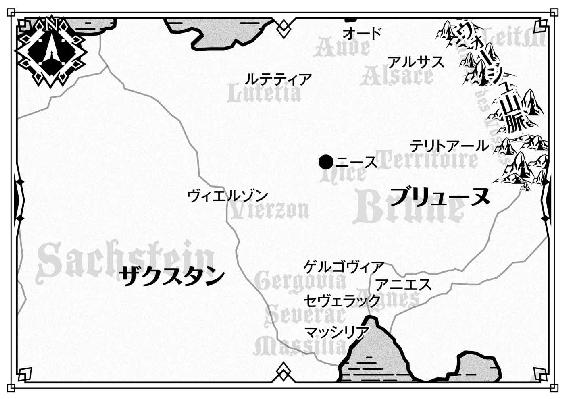 N
オード
Aude
LeitM
アルサス
Alsace
ヴォージュ山脈
ルテティア
Lutetia
テリトアール
Territoire
ニース
Nice
ブリューヌ
Brune
ヴィエルゾン
Vierzon
Sachstein
ザクスタン
ゲルゴヴィア
Gergovia
アニエス
Agnes
セヴェラック
Severac
マッシリア
Massilia